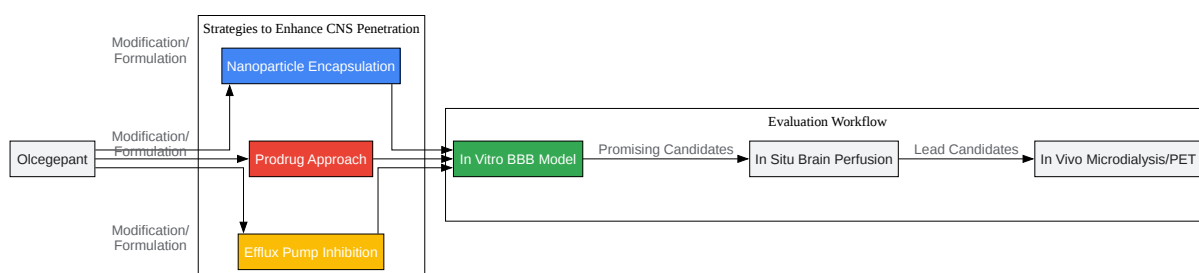 Strategies to Enhance CNS Penetration
Modification/
Formulation
Nanoparticle Encapsulation
Evaluation Workflow
Olcegepant
Modification/
Formulation
Prodrug Approach
In Vitro BBB Model
Promising Candidates
In Situ Brain Perfusion
Lead Candidates
In Vivo Microdialysis/PET
Modification/
Formulation
Efflux Pump Inhibition